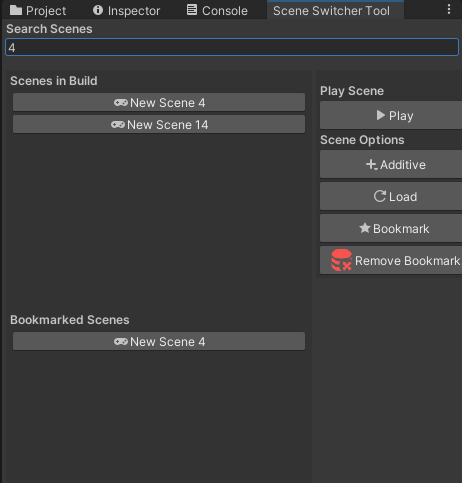 Project Inspector Console Scene Switcher Tool
Search Scenes
4
Scenes in Build
New Scene 4
New Scene 14
Bookmarked Scenes
New Scene 4
Play Scene
Play
Scene Options
Additive
Load
Bookmark
Remove Bookmark